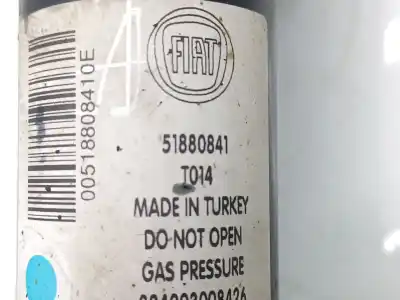 FIAT
00518808410E
51880841
T014
MADE IN TURKEY
DO NOT OPEN
GAS PRESSURE